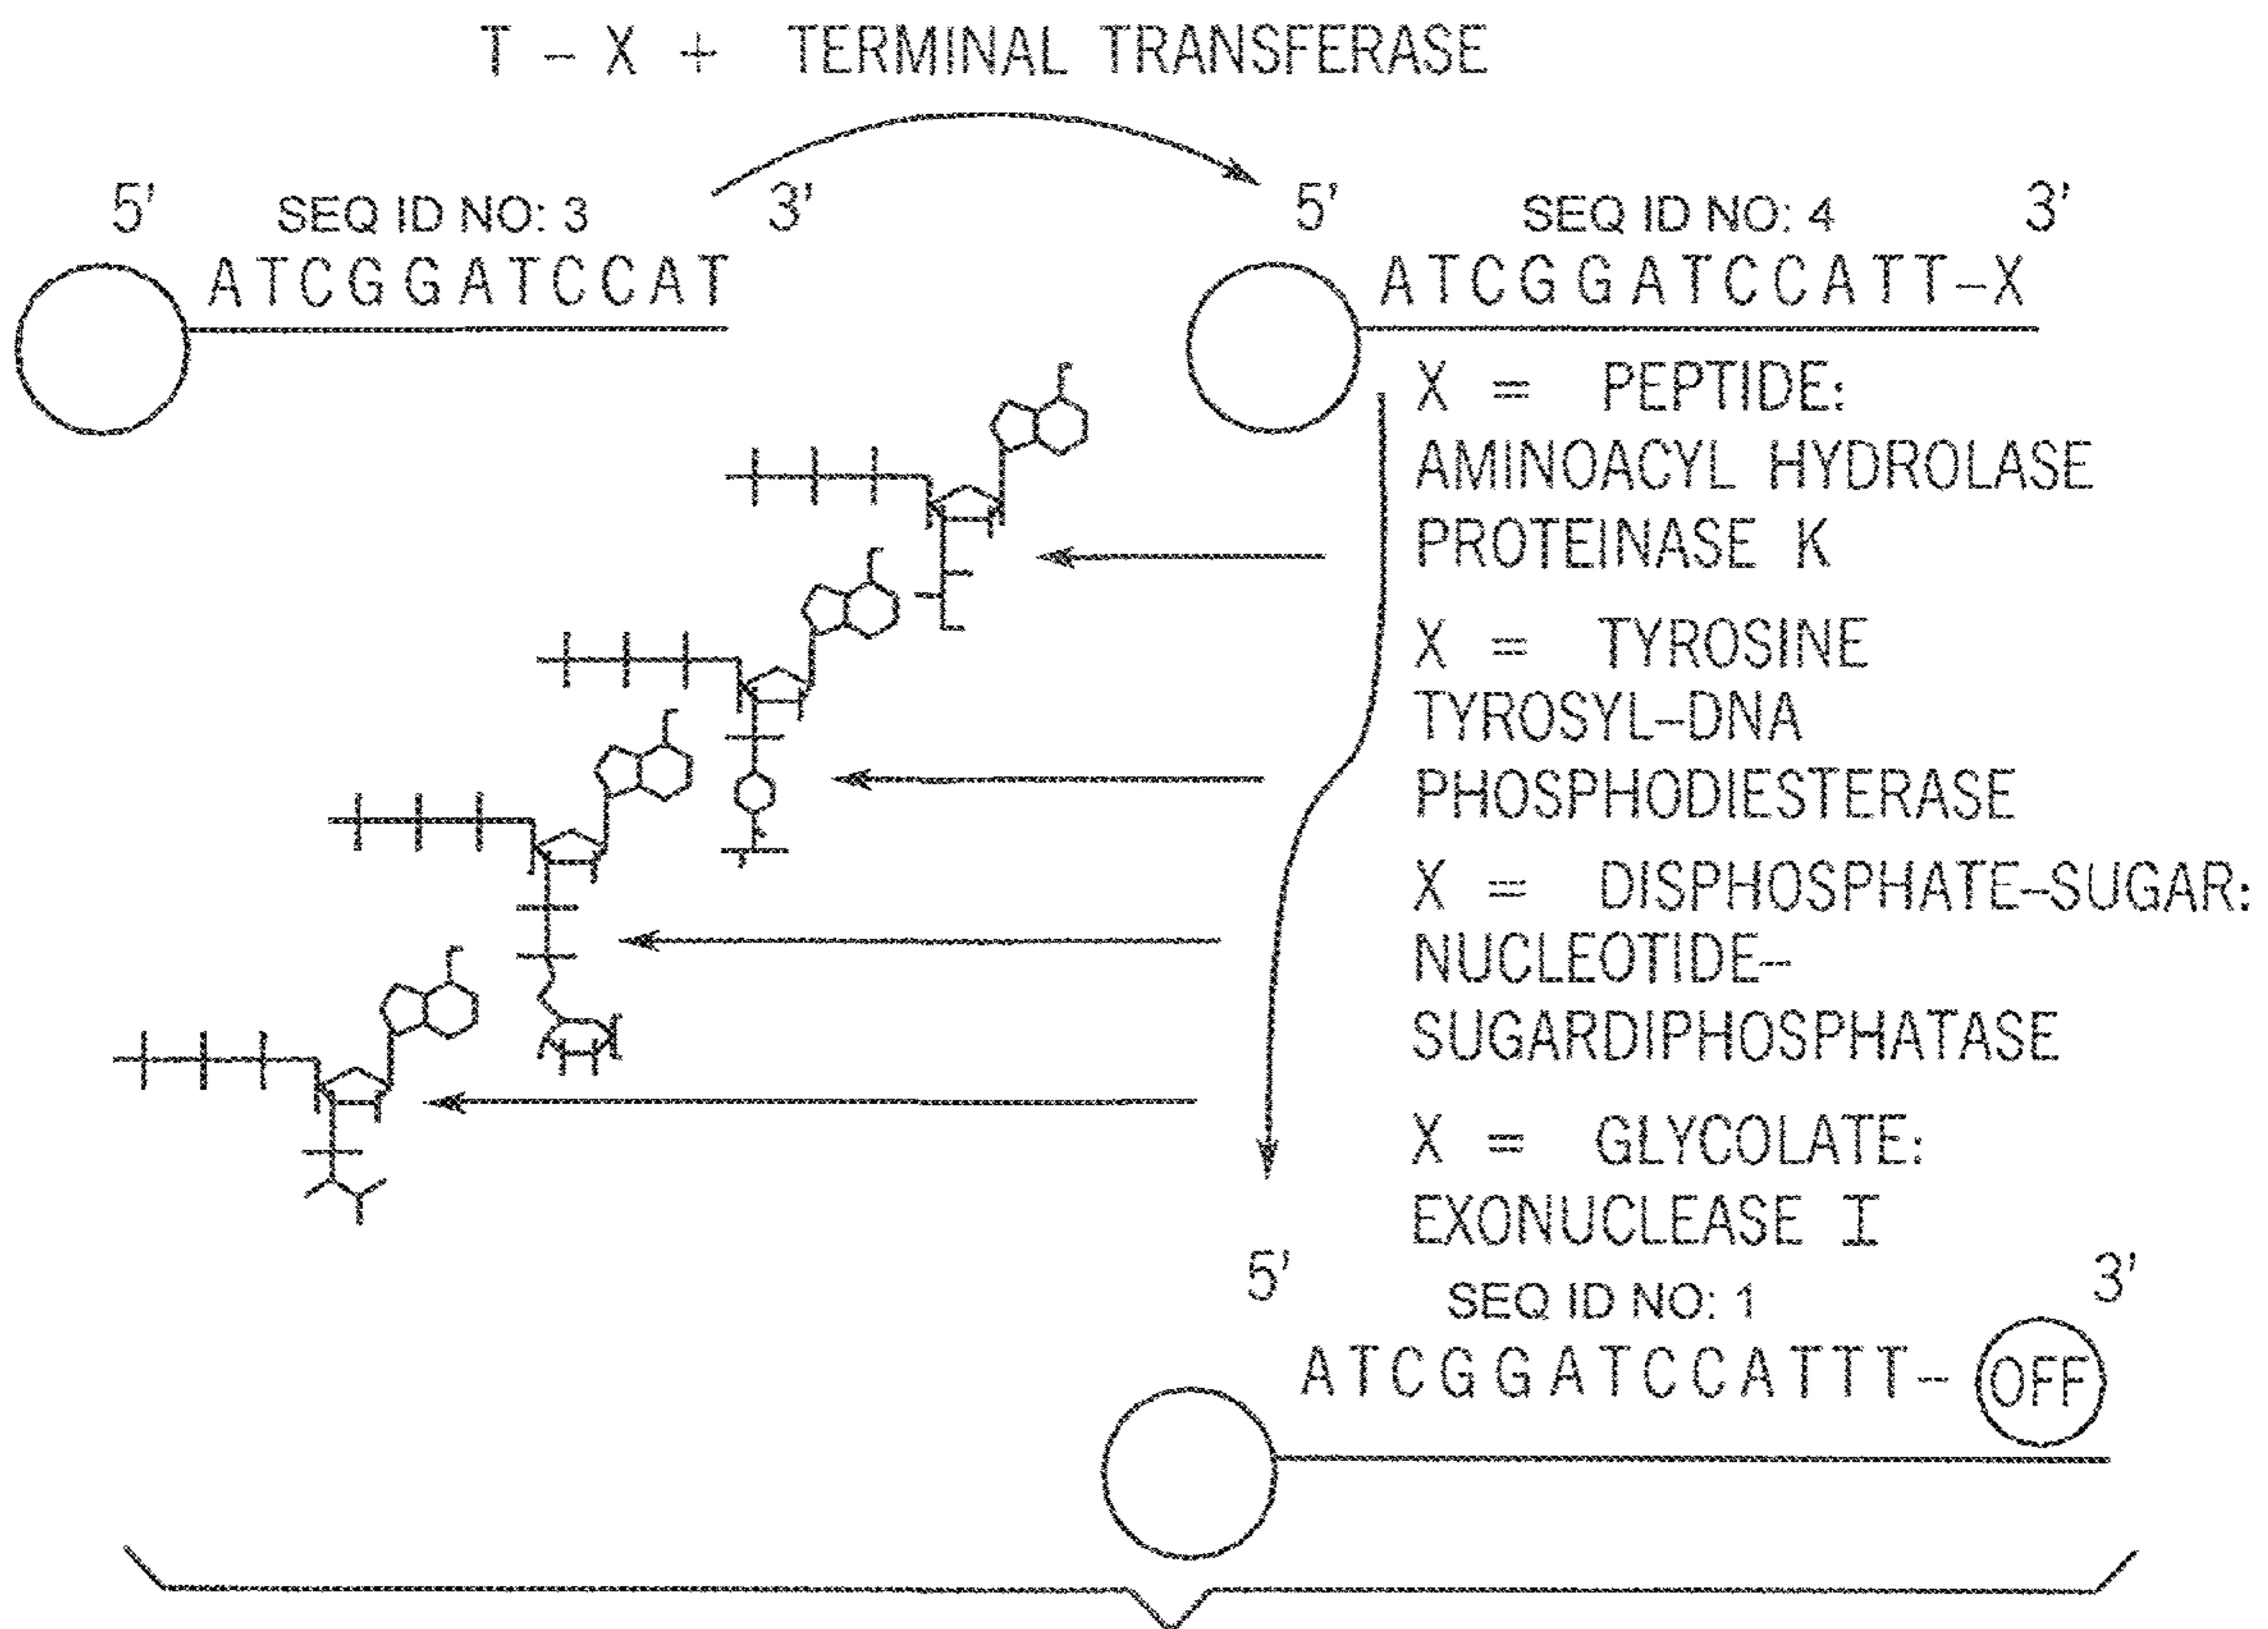 T - X + TERMINAL TRANSFERASE
5' SEQ ID NO: 3 3'
ATCGGATCCAT
5' SEQ ID NO: 4 3'
ATCGGATCCATT-X
X = PEPTIDE:
AMINOACYL HYDROLASE
PROTEINASE K
X = TYROSINE
TYROSYL-DNA
PHOSPHODIESTERASE
X = DISPHOSPHATE-SUGAR:
NUCLEOTIDE-
SUGARDIPHOSPHATASE
X = GLYCOLATE:
EXONUCLEASE I
5' SEQ ID NO: 1 3'
ATCGGATCCATTT- OFF